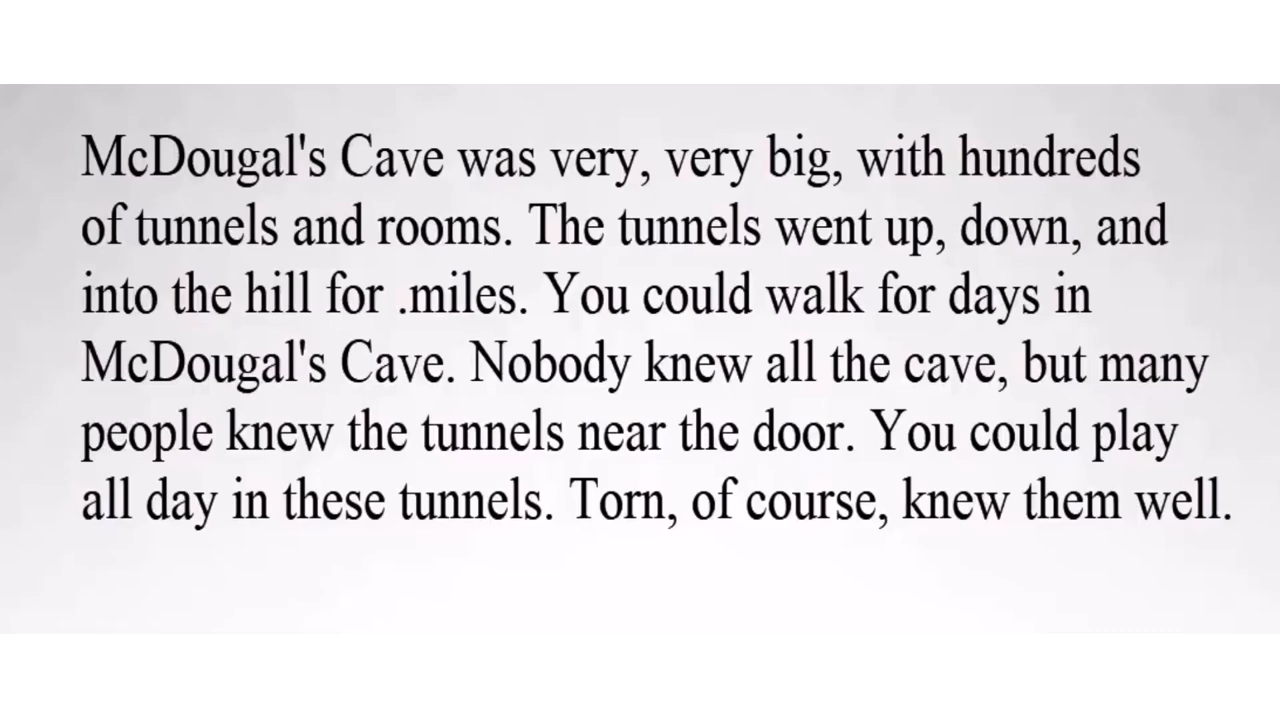 McDougal's Cave was very, very big, with hundreds
of tunnels and rooms. The tunnels went up, down, and
into the hill for .miles. You could walk for days in
McDougal's Cave. Nobody knew all the cave, but many
people knew the tunnels near the door. You could play
all day in these tunnels. Torn, of course, knew them well.